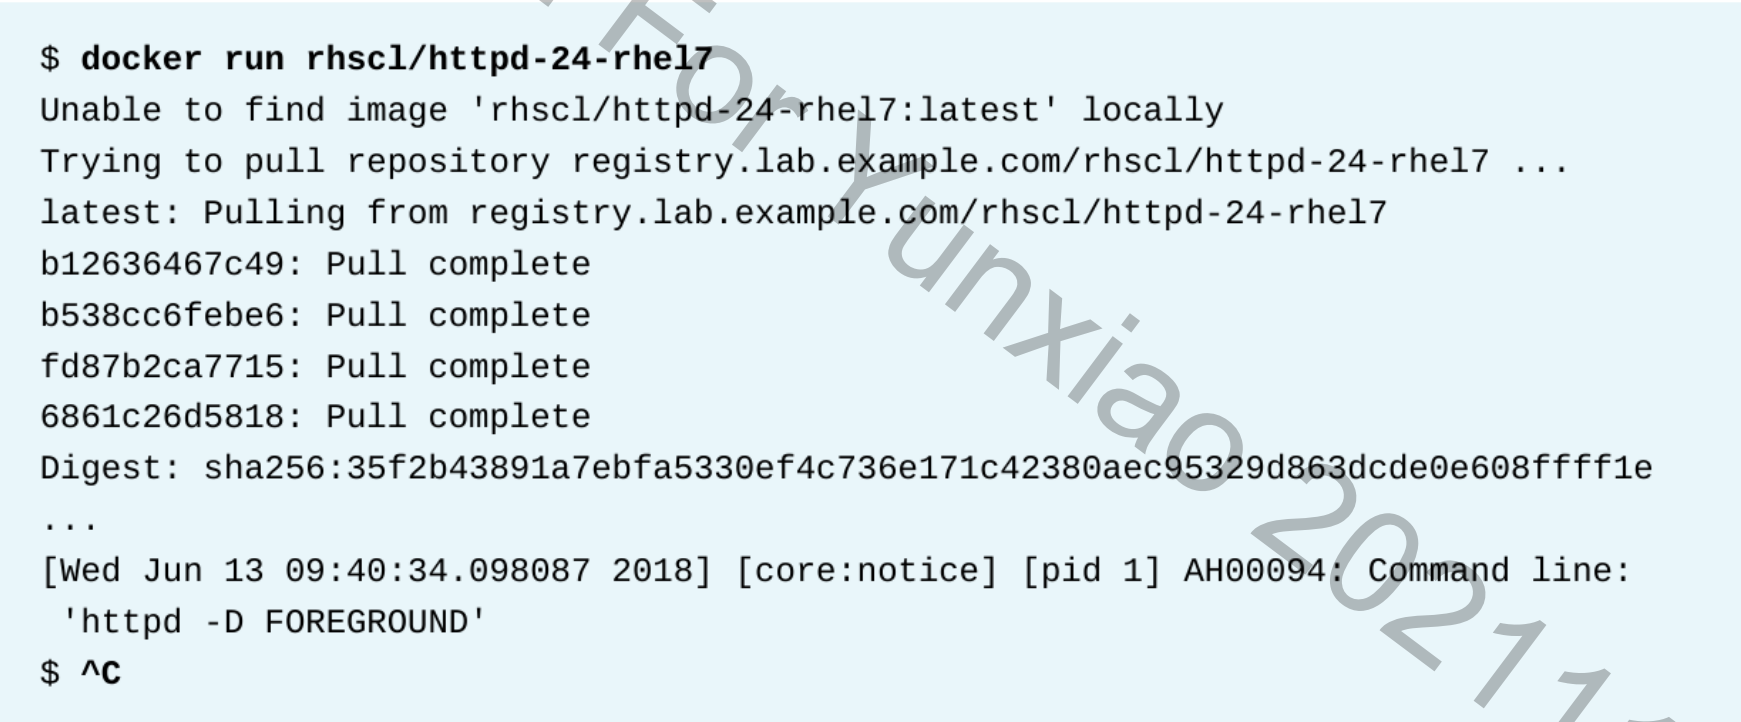 $ docker run rhscl/httpd-24-rhel7
Unable to find image 'rhscl/httpd-24-rhel7:latest' locally
Trying to pull repository registry.lab.example.com/rhscl/httpd-24-rhel7 ...
latest: Pulling from registry.lab.example.com/rhscl/httpd-24-rhel7
b12636467c49: Pull complete
b538cc6febe6: Pull complete
fd87b2ca7715: Pull complete
6861c26d5818: Pull complete
Digest: sha256:35f2b43891a7ebfa5330ef4c736e171c42380aec95329d863dcde0e608ffff1e
...
[Wed Jun 13 09:40:34.098087 2018] [core:notice] [pid 1] AH00094: Command line:
 'httpd -D FOREGROUND'
$ ^C
For Yunxiao